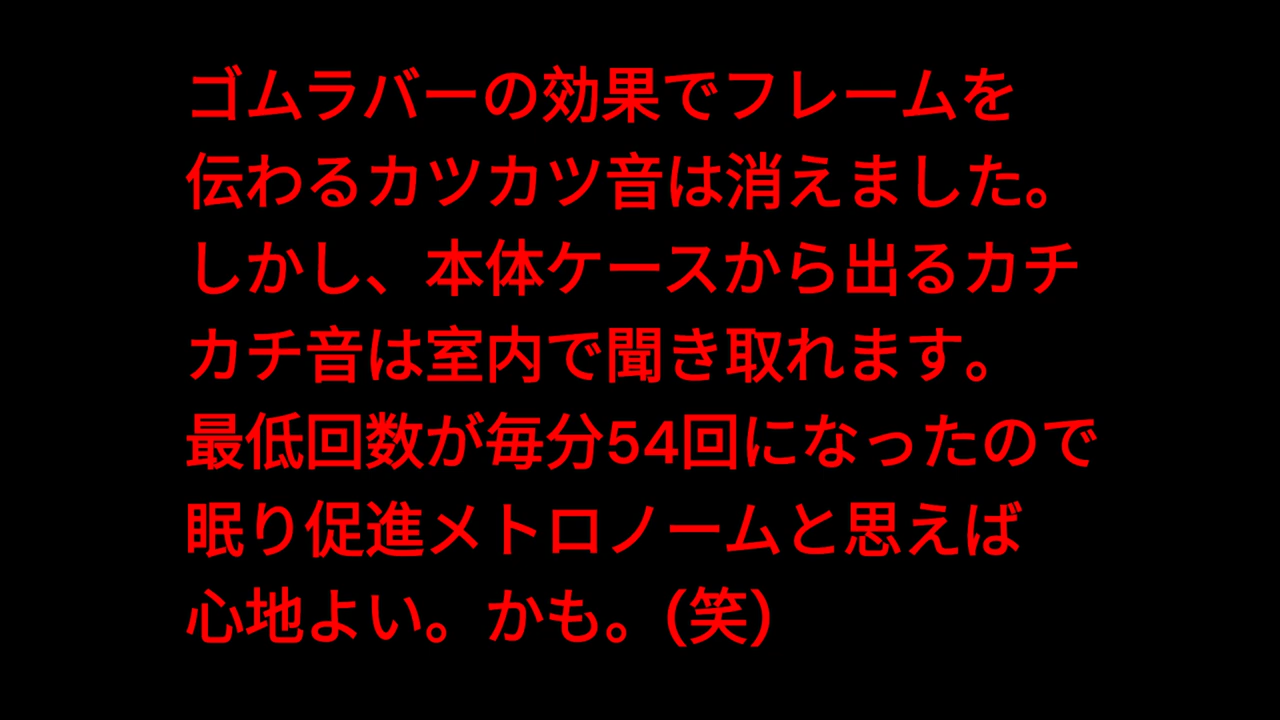 ゴムラバーの効果でフレームを
伝わるカツカツ音は消えました。
しかし、本体ケースから出るカチ
カチ音は室内で聞き取れます。
最低回数が毎分54回になったので
眠り促進メトロノームと思えば
心地よい。かも。(笑)